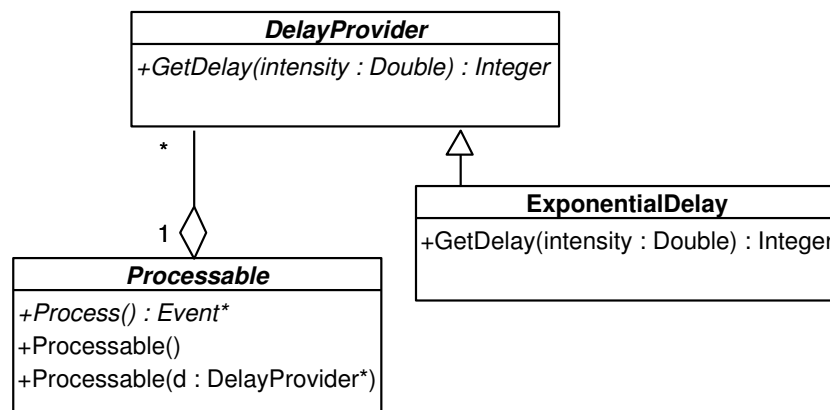 DelayProvider
+GetDelay(intensity : Double) : Integer
*
1
ExponentialDelay
+GetDelay(intensity : Double) : Integer
Processable
+Process() : Event*
+Processable()
+Processable(d : DelayProvider*)